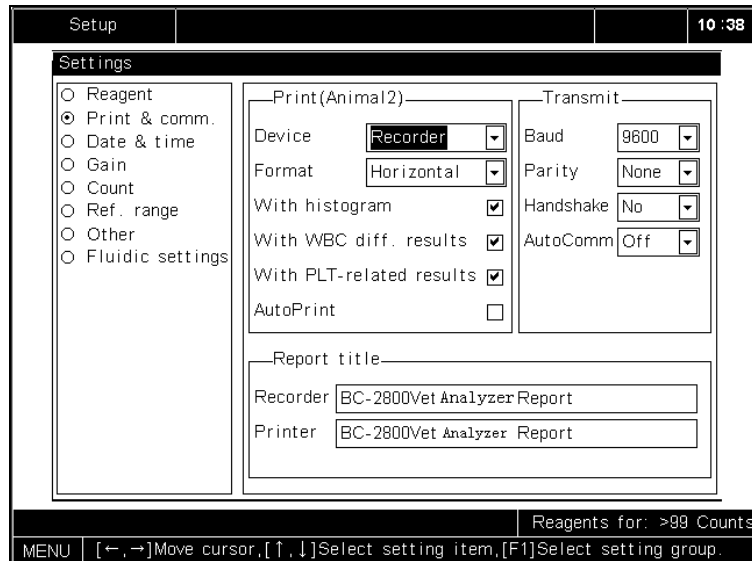 Setup
10:38
Settings
Reagent
Print & comm.
Date & time
Gain
Count
Ref. range
Other
Fluidic settings
Print(Animal2)
Device Recorder
Format Horizontal
With histogram
With WBC diff. results
With PLT-related results
AutoPrint
Transmit
Baud 9600
Parity None
Handshake No
AutoComm Off
Report title
Recorder BC-2800Vet Analyzer Report
Printer BC-2800Vet Analyzer Report
Reagents for: >99 Counts
MENU [←,→]Move cursor,[↑,↓]Select setting item,[F1]Select setting group.